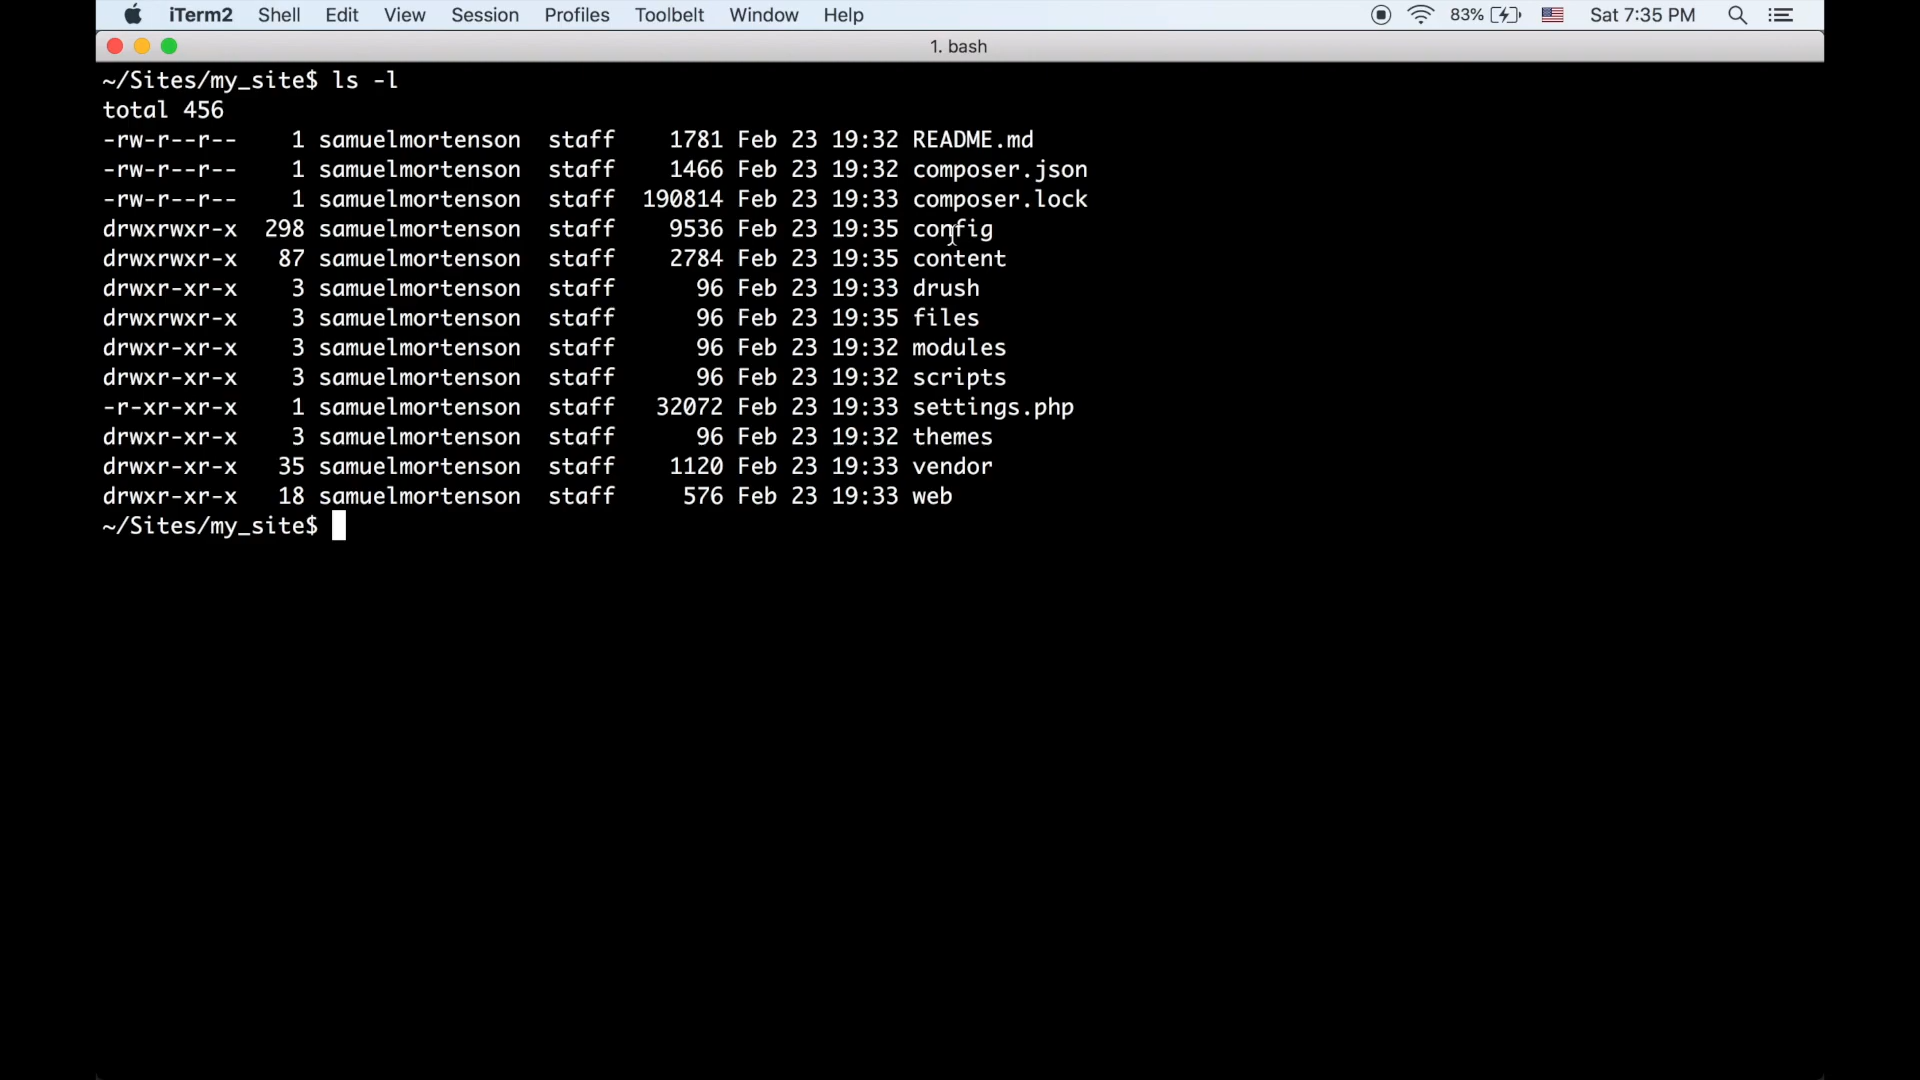 iTerm2 Shell Edit View Session Profiles Toolbelt Window Help 83% Sat 7:35 PM
1. bash
~/Sites/my_site$ ls -l
total 456
-rw-r--r--    1 samuelmortenson  staff    1781 Feb 23 19:32 README.md
-rw-r--r--    1 samuelmortenson  staff    1466 Feb 23 19:32 composer.json
-rw-r--r--    1 samuelmortenson  staff  190814 Feb 23 19:33 composer.lock
drwxrwxr-x  298 samuelmortenson  staff    9536 Feb 23 19:35 config
drwxrwxr-x   87 samuelmortenson  staff    2784 Feb 23 19:35 content
drwxr-xr-x    3 samuelmortenson  staff      96 Feb 23 19:33 drush
drwxrwxr-x    3 samuelmortenson  staff      96 Feb 23 19:35 files
drwxr-xr-x    3 samuelmortenson  staff      96 Feb 23 19:32 modules
drwxr-xr-x    3 samuelmortenson  staff      96 Feb 23 19:32 scripts
-r-xr-xr-x    1 samuelmortenson  staff   32072 Feb 23 19:33 settings.php
drwxr-xr-x    3 samuelmortenson  staff      96 Feb 23 19:32 themes
drwxr-xr-x   35 samuelmortenson  staff    1120 Feb 23 19:33 vendor
drwxr-xr-x   18 samuelmortenson  staff     576 Feb 23 19:33 web
~/Sites/my_site$